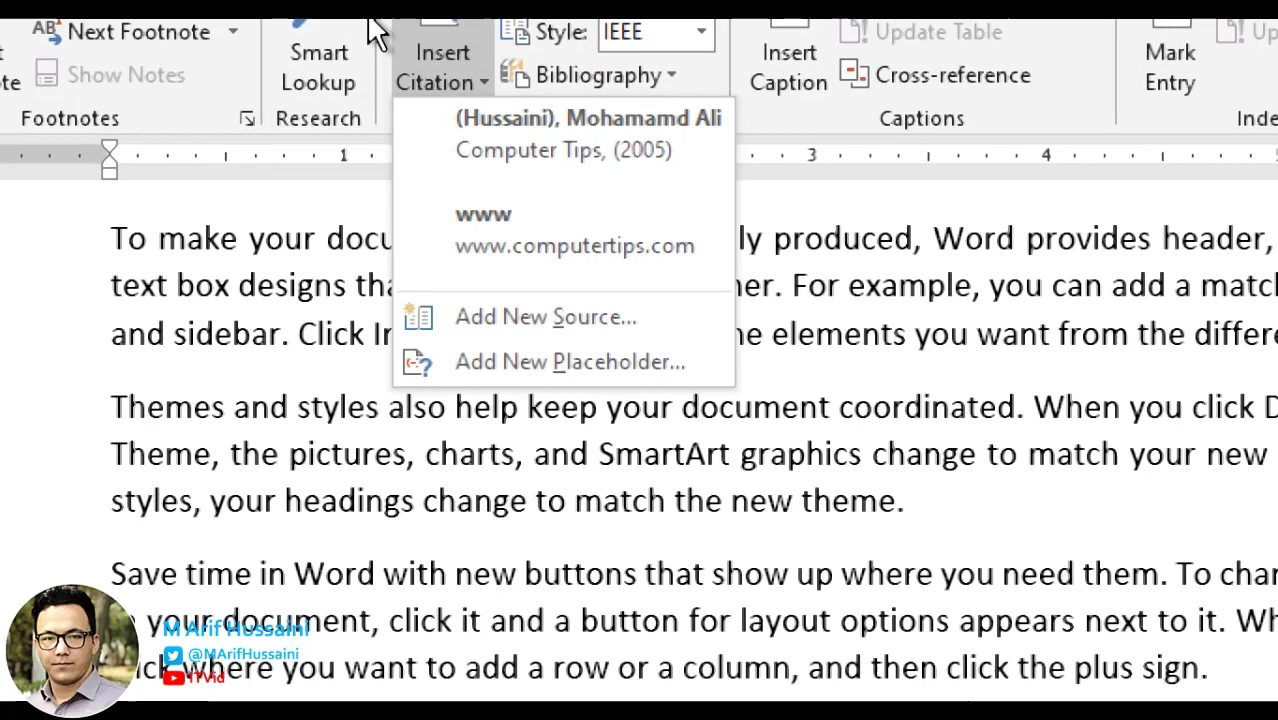 Next Footnote
Show Notes
Footnotes
Smart
Lookup
Research
Insert
Citation
Style: IEEE
Bibliography
Insert
Caption
Update Table
Cross-reference
Captions
Mark
Entry
(Hussaini), Mohamamd Ali
Computer Tips, (2005)
www
www.computertips.com
Add New Source...
Add New Placeholder...
1
3
4
To make your docu ly produced, Word provides header,
text box designs tha ner. For example, you can add a match
and sidebar. Click In e elements you want from the differe
Themes and styles also help keep your document coordinated. When you click D
Theme, the pictures, charts, and SmartArt graphics change to match your new
styles, your headings change to match the new theme.
Save time in Word with new buttons that show up where you need them. To chan
your document, click it and a button for layout options appears next to it. Wh
where you want to add a row or a column, and then click the plus sign.
M Arif Hussaini
@MArifHussaini
ITVid